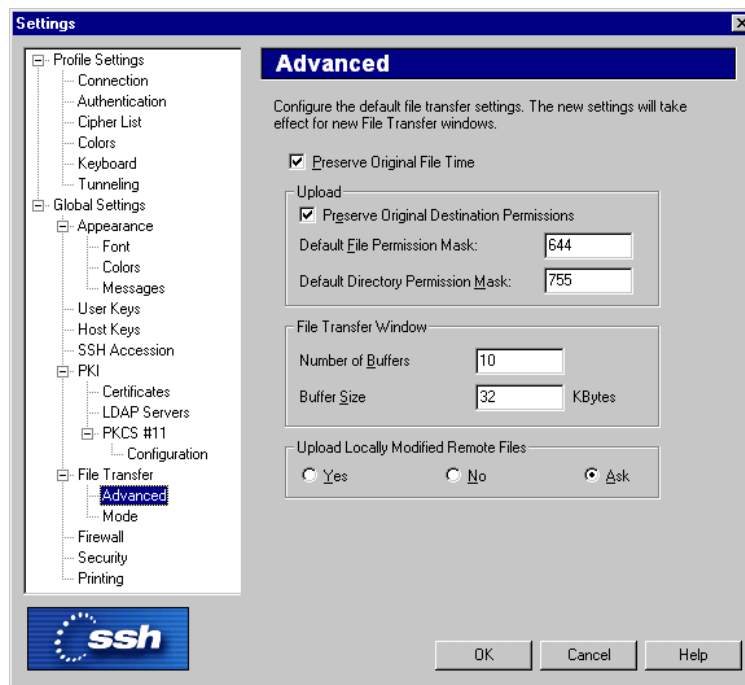 Settings
Profile Settings
Connection
Authentication
Cipher List
Colors
Keyboard
Tunneling
Global Settings
Appearance
Font
Colors
Messages
User Keys
Host Keys
SSH Accession
PKI
Certificates
LDAP Servers
PKCS #11
Configuration
File Transfer
Advanced
Mode
Firewall
Security
Printing
ssh
Advanced
Configure the default file transfer settings. The new settings will take
effect for new File Transfer windows.
Preserve Original File Time
Upload
Preserve Original Destination Permissions
Default File Permission Mask: 644
Default Directory Permission Mask: 755
File Transfer Window
Number of Buffers 10
Buffer Size 32 KBytes
Upload Locally Modified Remote Files
Yes No Ask
OK Cancel Help